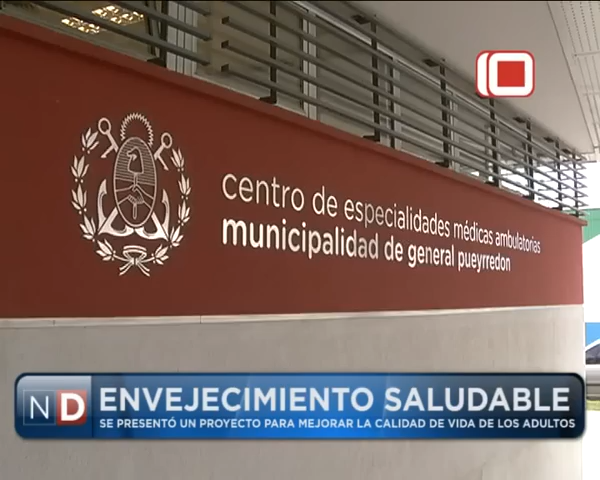 centro de especialidades médicas ambulatorias
municipalidad de general pueyrredon
ND ENVEJECIMIENTO SALUDABLE
SE PRESENTÓ UN PROYECTO PARA MEJORAR LA CALIDAD DE VIDA DE LOS ADULTOS